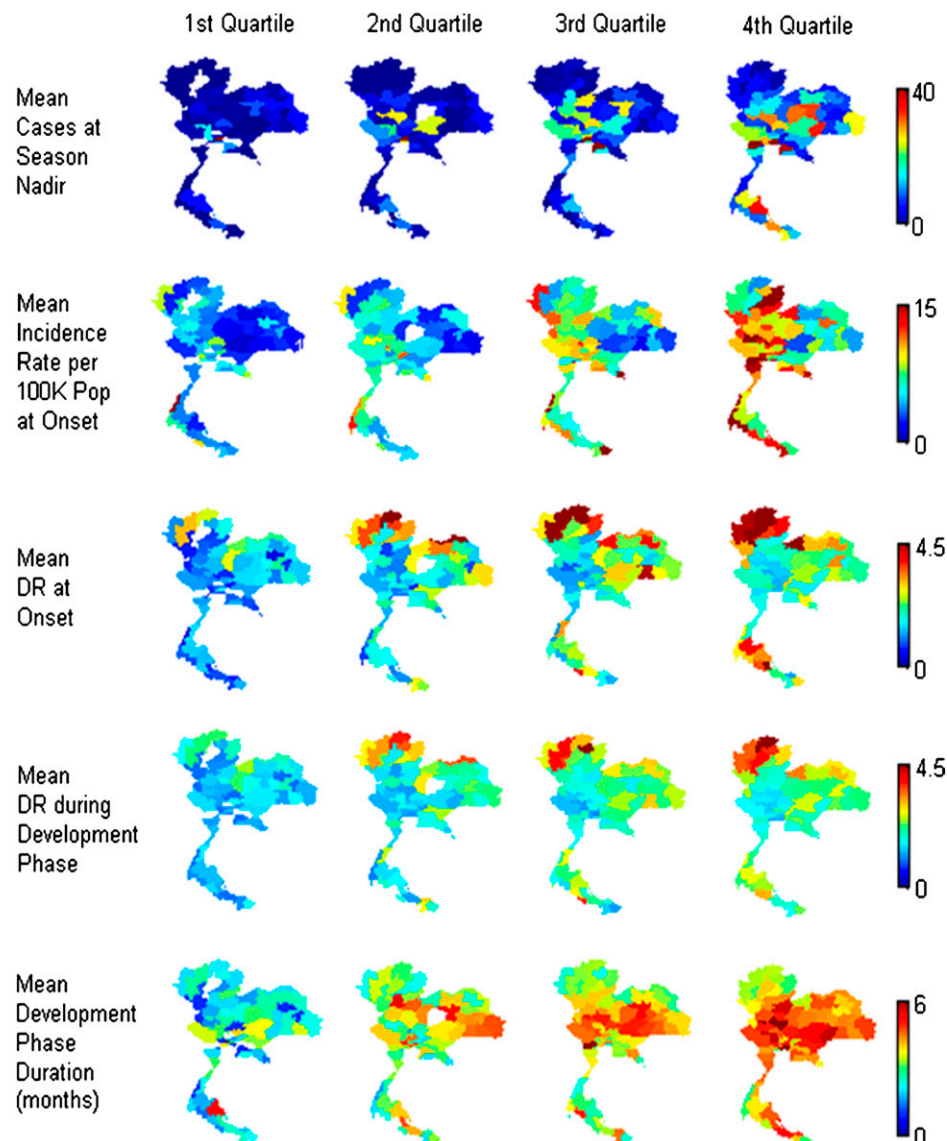 1st Quartile 2nd Quartile 3rd Quartile 4th Quartile
Mean
Cases at
Season
Nadir
40
0
Mean
Incidence
Rate per
100K Pop
at Onset
15
0
Mean
DR at
Onset
4.5
0
Mean
DR during
Development
Phase
4.5
0
Mean
Development
Phase
Duration
(months)
6
0